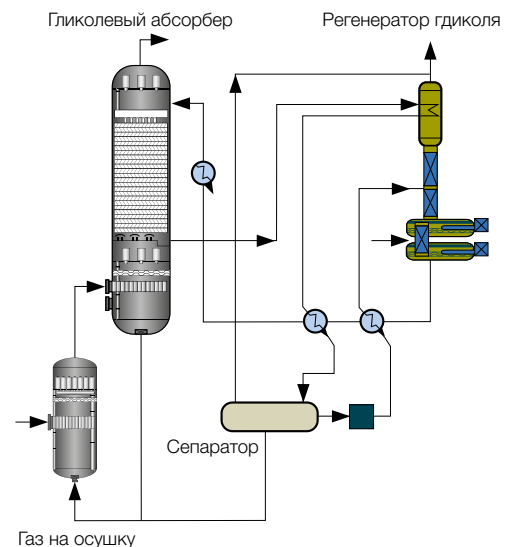 Гликолевый абсорбер
Регенератор гдиколя
Сепаратор
Газ на осушку